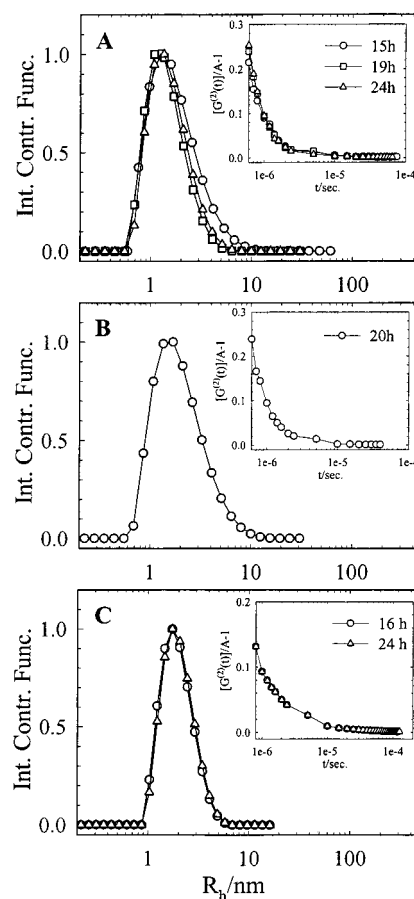 A
Int. Contr. Func.
1.0
0.5
0.0
1
10
100
[G(2)(t)]/A-1
0.2
0.1
0.0
15h
19h
24h
1e-6
1e-5
1e-4
t/sec.
B
Int. Contr. Func.
1.0
0.5
0.0
1
10
100
[G(2)(t)]/A-1
0.3
0.2
0.1
0.0
20h
1e-6
1e-5
1e-4
t/sec.
C
Int. Contr. Func.
1.0
0.5
0.0
1
10
100
Rh/nm
[G(2)(t)]/A-1
0.2
0.1
0.0
16 h
24 h
1e-6
1e-5
1e-4
t/sec.